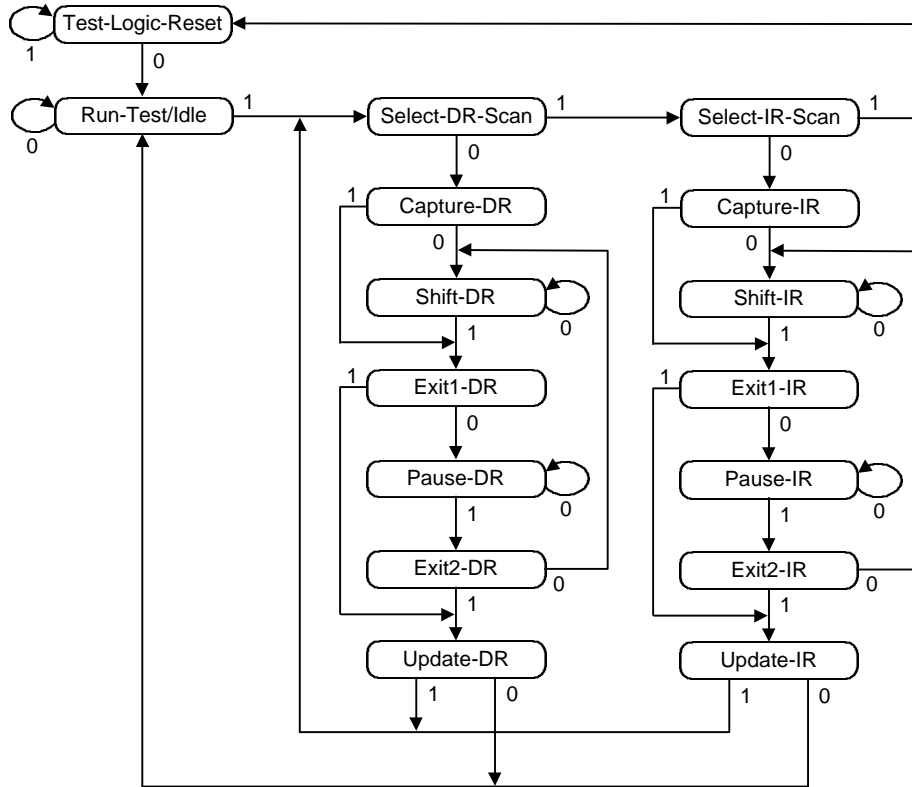 Test-Logic-Reset
1
0
Run-Test/Idle
1
Select-DR-Scan
1
Select-IR-Scan
1
0
0
0
1
Capture-DR
1
Capture-IR
0
0
Shift-DR
Shift-IR
0
0
1
1
1
Exit1-DR
1
Exit1-IR
0
0
Pause-DR
Pause-IR
0
0
1
1
Exit2-DR
0
Exit2-IR
0
1
1
Update-DR
Update-IR
1
0
1
0